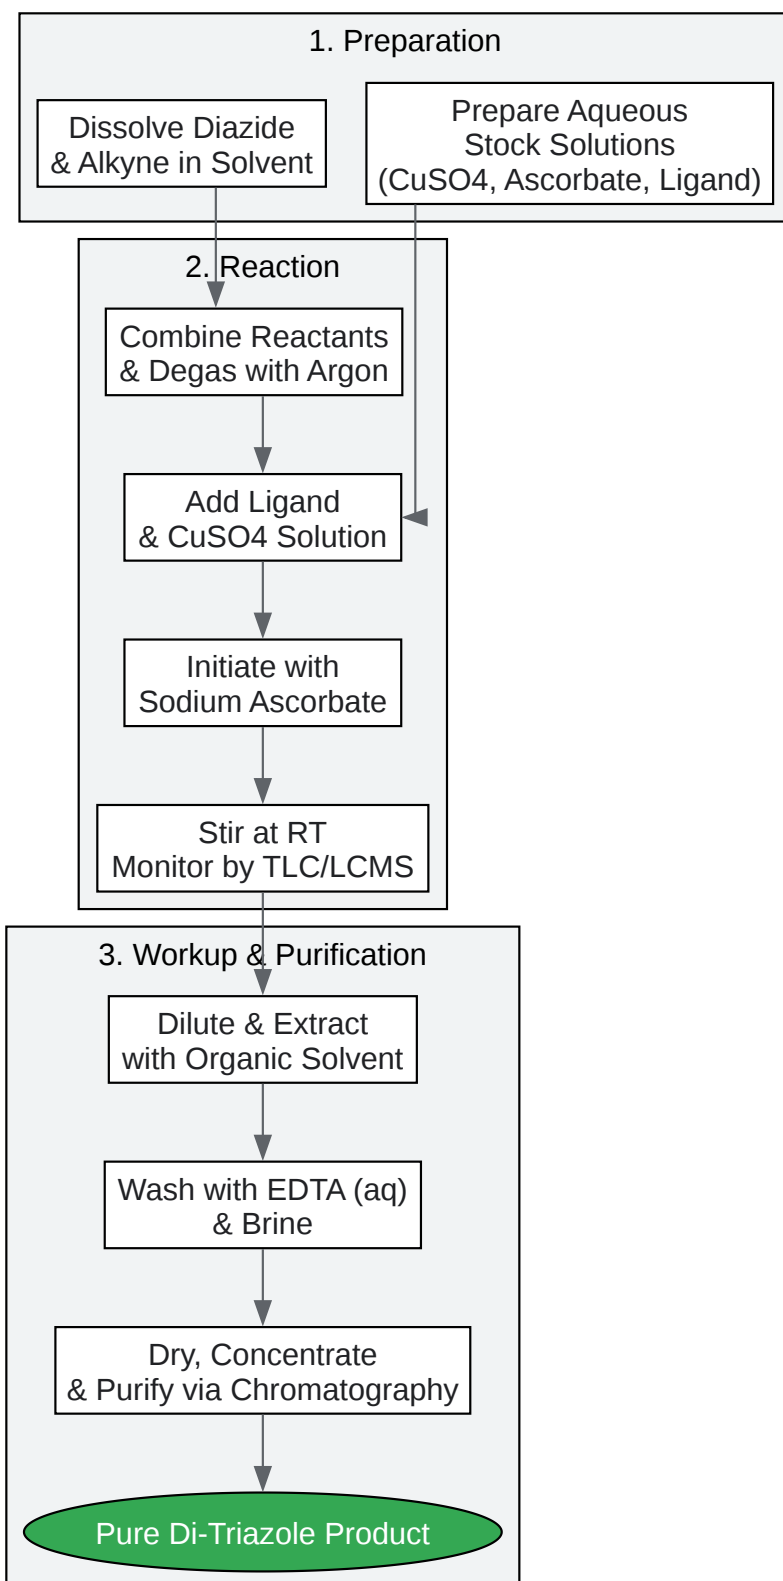 1. Preparation
Dissolve Diazide
& Alkyne in Solvent
Prepare Aqueous
Stock Solutions
(CuSO4, Ascorbate, Ligand)
2. Reaction
Combine Reactants
& Degas with Argon
Add Ligand
& CuSO4 Solution
Initiate with
Sodium Ascorbate
Stir at RT
Monitor by TLC/LCMS
3. Workup & Purification
Dilute & Extract
with Organic Solvent
Wash with EDTA (aq)
& Brine
Dry, Concentrate
& Purify via Chromatography
Pure Di-Triazole Product